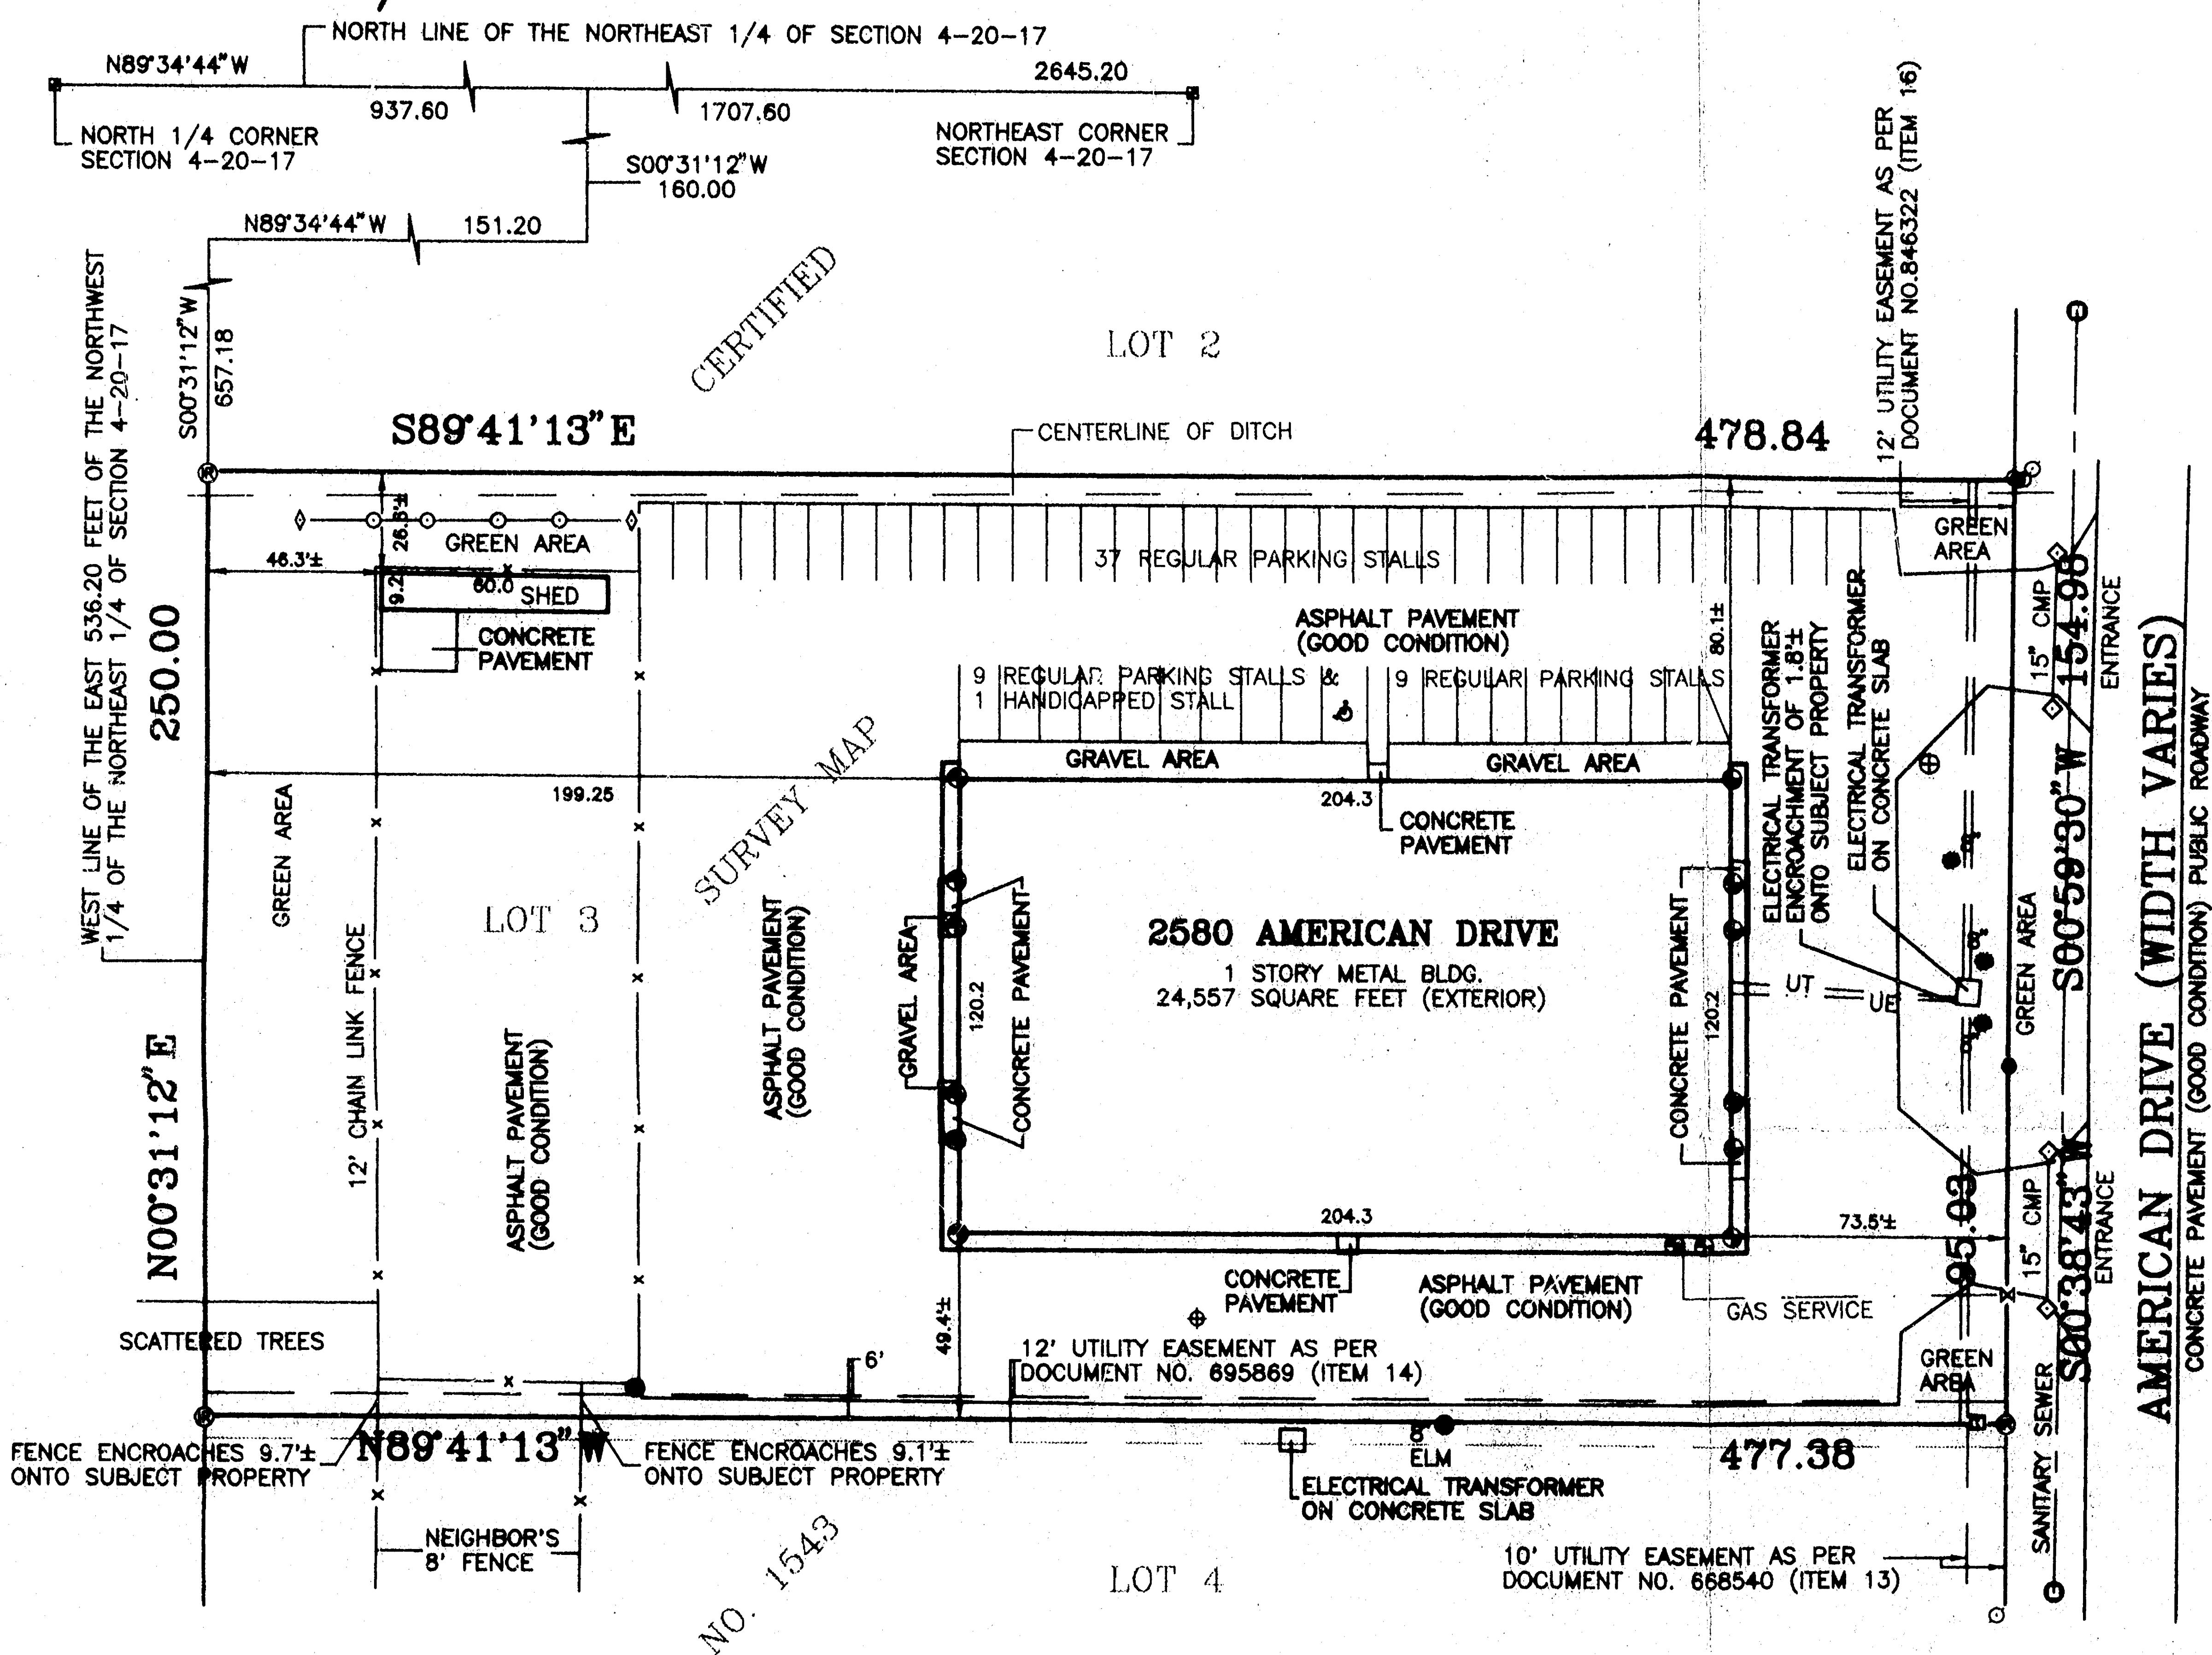 NORTH LINE OF THE NORTHEAST 1/4 OF SECTION 4-20-17
N89°34'44"W
2645.20
937.60
1707.60
NORTH 1/4 CORNER
SECTION 4-20-17
NORTHEAST CORNER
SECTION 4-20-17
S00°31'12"W
160.00
N89°34'44"W
151.20
S00°31'12"W
657.18
WEST LINE OF THE EAST 536.20 FEET OF THE NORTHWEST
1/4 OF THE NORTHEAST 1/4 OF SECTION 4-20-17
12' UTILITY EASEMENT AS PER
DOCUMENT NO.846322 (ITEM 16)
CERTIFIED
LOT 2
S89°41'13"E
CENTERLINE OF DITCH
478.84
26.8'±
GREEN AREA
46.3'±
9.2
60.0
SHED
CONCRETE
PAVEMENT
37 REGULAR PARKING STALLS
GREEN
AREA
ASPHALT PAVEMENT
(GOOD CONDITION)
80.1±
9 REGULAR PARKING STALLS &
1 HANDICAPPED STALL
9 REGULAR PARKING STALLS
GRAVEL AREA
GRAVEL AREA
250.00
N00°31'12"E
199.25
204.3
CONCRETE
PAVEMENT
GREEN AREA
SURVEY MAP
LOT 3
12' CHAIN LINK FENCE
ASPHALT PAVEMENT
(GOOD CONDITION)
ASPHALT PAVEMENT
(GOOD CONDITION)
GRAVEL AREA
120.2
CONCRETE PAVEMENT
2580 AMERICAN DRIVE
1 STORY METAL BLDG.
24,557 SQUARE FEET (EXTERIOR)
CONCRETE PAVEMENT
120.2
ELECTRICAL TRANSFORMER
ENCROACHMENT OF 1.8'±
ONTO SUBJECT PROPERTY
ELECTRICAL TRANSFORMER
ON CONCRETE SLAB
UT
UE
GREEN AREA
15" CMP
154.98
S00°59'30"W
ENTRANCE
AMERICAN DRIVE (WIDTH VARIES)
CONCRETE PAVEMENT (GOOD CONDITION) PUBLIC ROADWAY
204.3
73.5'±
95.03
15" CMP
S00°38'43"W
ENTRANCE
CONCRETE
PAVEMENT
ASPHALT PAVEMENT
(GOOD CONDITION)
GAS SERVICE
49.4'±
SCATTERED TREES
6'
12' UTILITY EASEMENT AS PER
DOCUMENT NO. 695869 (ITEM 14)
GREEN
AREA
SANITARY SEWER
FENCE ENCROACHES 9.7'±
ONTO SUBJECT PROPERTY
N89°41'13"W
FENCE ENCROACHES 9.1'±
ONTO SUBJECT PROPERTY
8"
ELM
477.38
ELECTRICAL TRANSFORMER
ON CONCRETE SLAB
NEIGHBOR'S
8' FENCE
NO. 1543
LOT 4
10' UTILITY EASEMENT AS PER
DOCUMENT NO. 668540 (ITEM 13)